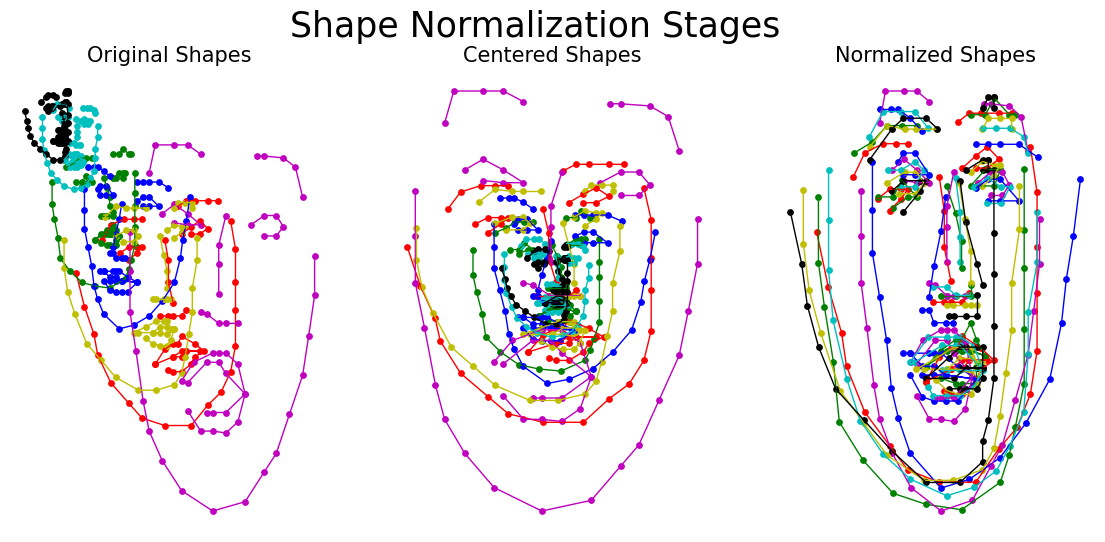 Shape Normalization Stages
Original Shapes
Centered Shapes
Normalized Shapes